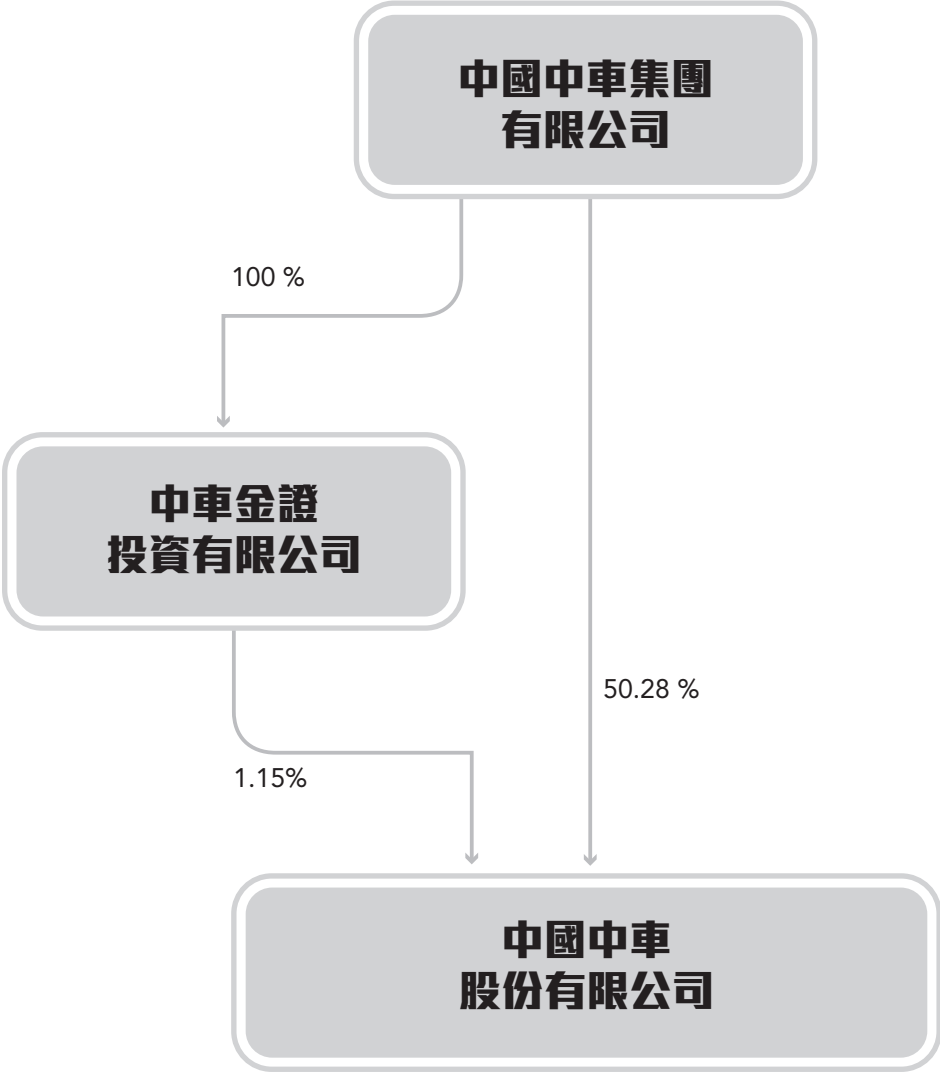 中國中車集團
有限公司
100 %
中車金證
投資有限公司
50.28 %
1.15%
中國中車
股份有限公司